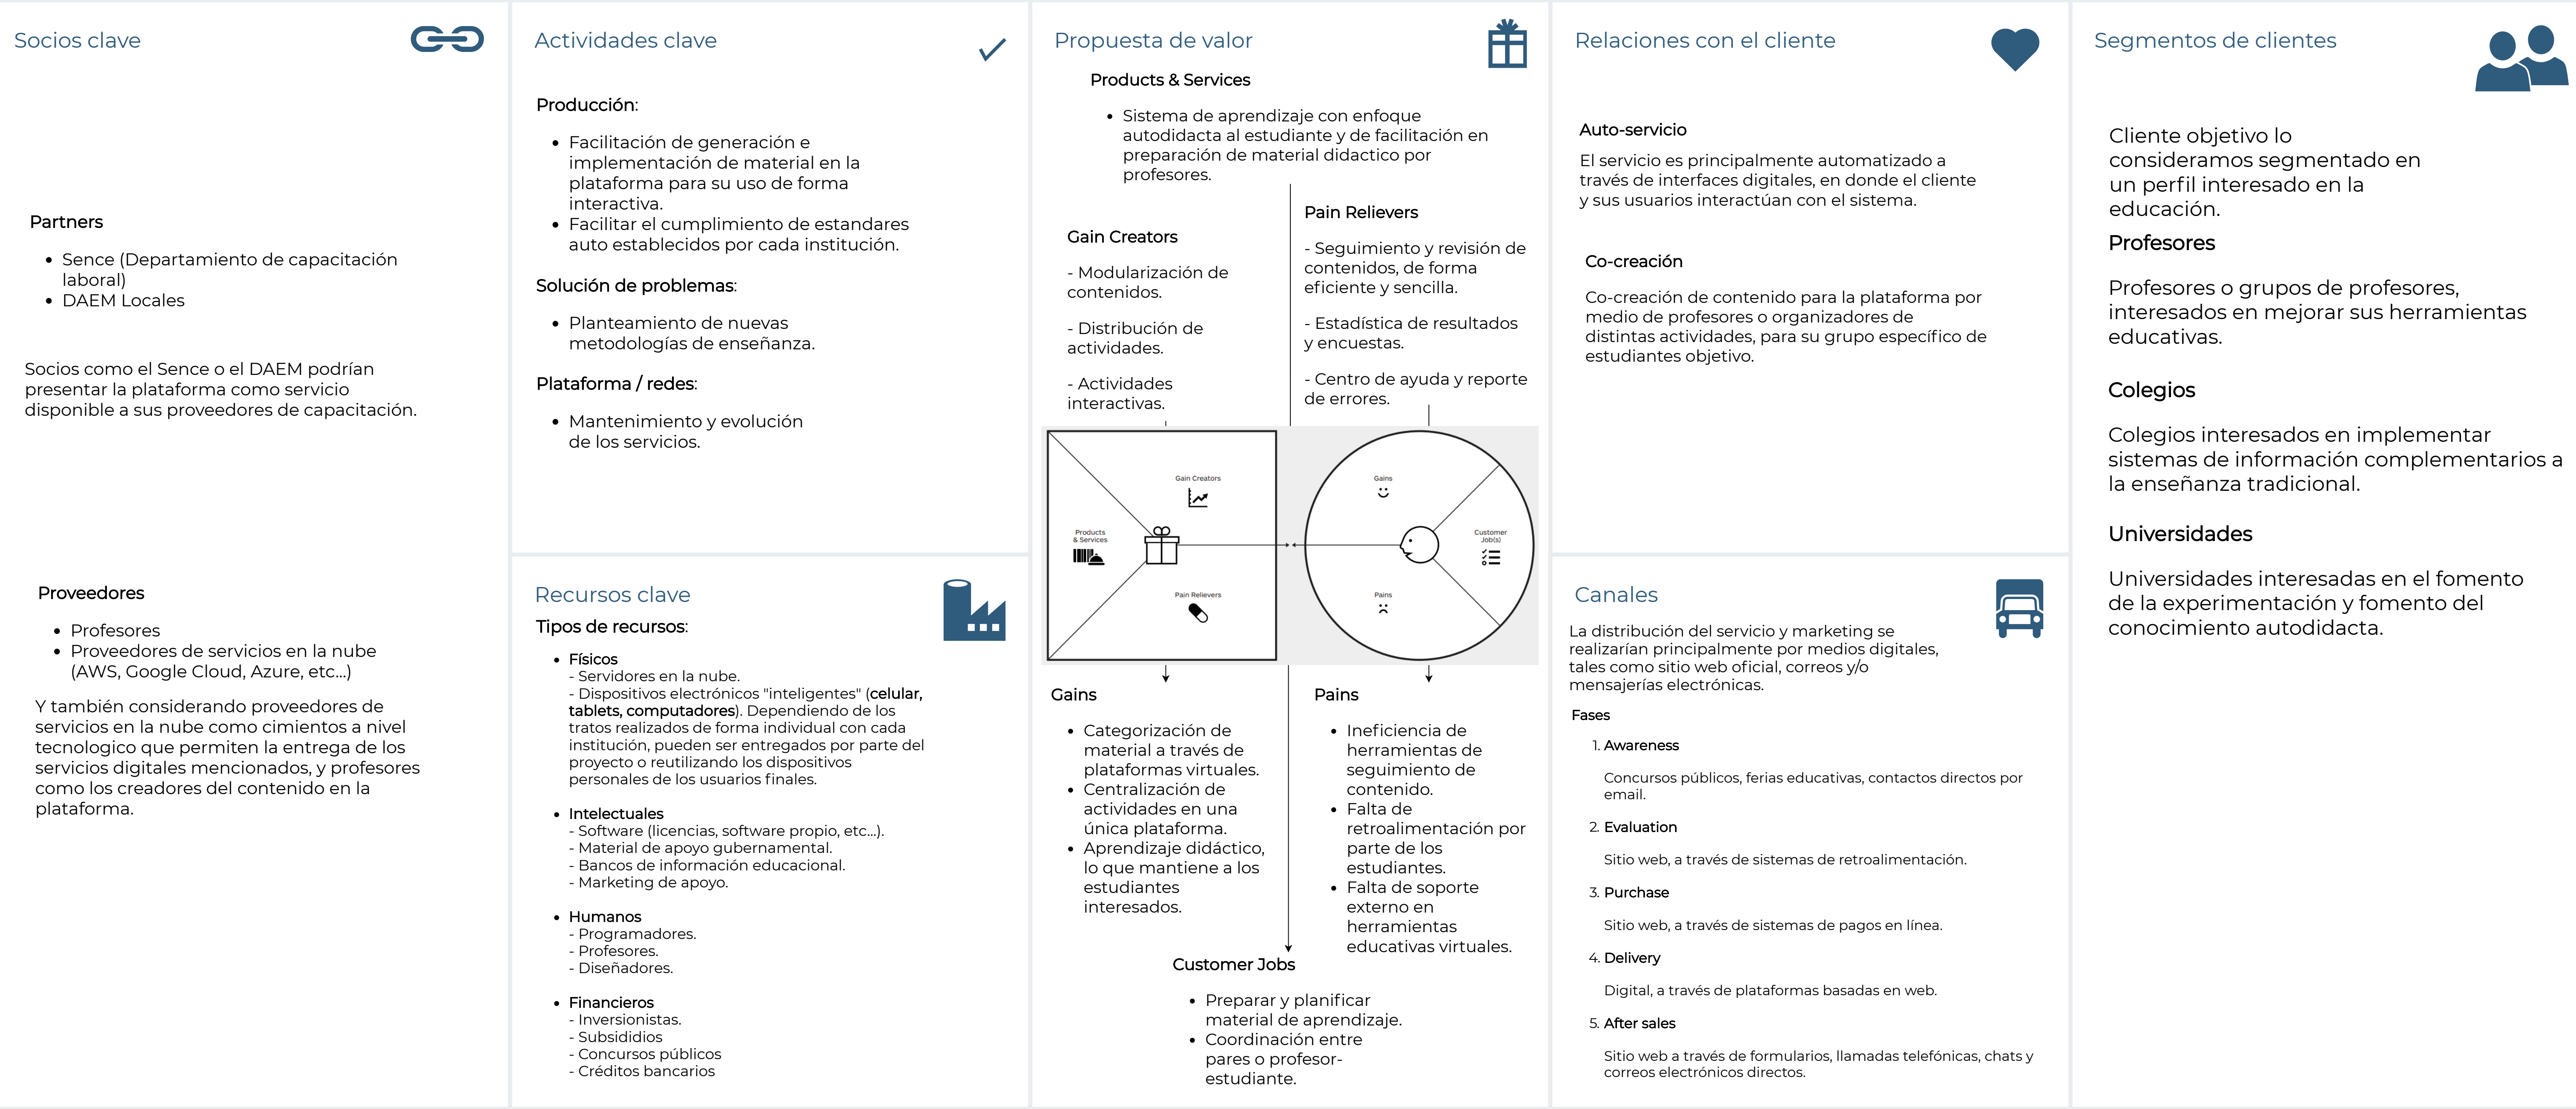 Socios clave
Partners
• Sence (Departamiento de capacitación
laboral)
• DAEM Locales
Socios como el Sence o el DAEM podrían
presentar la plataforma como servicio
disponible a sus proveedores de capacitación.
Proveedores
• Profesores
• Proveedores de servicios en la nube
(AWS, Google Cloud, Azure, etc...)
Y también considerando proveedores de
servicios en la nube como cimientos a nivel
tecnologico que permiten la entrega de los
servicios digitales mencionados, y profesores
como los creadores del contenido en la
plataforma.
Actividades clave
Producción:
• Facilitación de generación e
implementación de material en la
plataforma para su uso de forma
interactiva.
• Facilitar el cumplimiento de estandares
auto establecidos por cada institución.
Solución de problemas:
• Planteamiento de nuevas
metodologías de enseñanza.
Plataforma / redes:
• Mantenimiento y evolución
de los servicios.
Recursos clave
Tipos de recursos:
• Físicos
- Servidores en la nube.
- Dispositivos electrónicos "inteligentes" (celular,
tablets, computadores). Dependiendo de los
tratos realizados de forma individual con cada
institución, pueden ser entregados por parte del
proyecto o reutilizando los dispositivos
personales de los usuarios finales.
• Intelectuales
- Software (licencias, software propio, etc...).
- Material de apoyo gubernamental.
- Bancos de información educacional.
- Marketing de apoyo.
• Humanos
- Programadores.
- Profesores.
- Diseñadores.
• Financieros
- Inversionistas.
- Subsididios
- Concursos públicos
- Créditos bancarios
Propuesta de valor
Products & Services
• Sistema de aprendizaje con enfoque
autodidacta al estudiante y de facilitación en
preparación de material didactico por
profesores.
Gain Creators
- Modularización de
contenidos.
- Distribución de
actividades.
- Actividades
interactivas.
Pain Relievers
- Seguimiento y revisión de
contenidos, de forma
eficiente y sencilla.
- Estadística de resultados
y encuestas.
- Centro de ayuda y reporte
de errores.
Gain Creators
Products
& Services
Pain Relievers
Gains
Customer
Job(s)
Pains
Gains
• Categorización de
material a través de
plataformas virtuales.
• Centralización de
actividades en una
única plataforma.
• Aprendizaje didáctico,
lo que mantiene a los
estudiantes
interesados.
Pains
• Ineficiencia de
herramientas de
seguimiento de
contenido.
• Falta de
retroalimentación por
parte de los
estudiantes.
• Falta de soporte
externo en
herramientas
educativas virtuales.
Customer Jobs
• Preparar y planificar
material de aprendizaje.
• Coordinación entre
pares o profesor-
estudiante.
Relaciones con el cliente
Auto-servicio
El servicio es principalmente automatizado a
través de interfaces digitales, en donde el cliente
y sus usuarios interactúan con el sistema.
Co-creación
Co-creación de contenido para la plataforma por
medio de profesores o organizadores de
distintas actividades, para su grupo específico de
estudiantes objetivo.
Canales
La distribución del servicio y marketing se
realizarían principalmente por medios digitales,
tales como sitio web oficial, correos y/o
mensajerías electrónicas.
Fases
1. Awareness
Concursos públicos, ferias educativas, contactos directos por
email.
2. Evaluation
Sitio web, a través de sistemas de retroalimentación.
3. Purchase
Sitio web, a través de sistemas de pagos en línea.
4. Delivery
Digital, a través de plataformas basadas en web.
5. After sales
Sitio web a través de formularios, llamadas telefónicas, chats y
correos electrónicos directos.
Segmentos de clientes
Cliente objetivo lo
consideramos segmentado en
un perfil interesado en la
educación.
Profesores
Profesores o grupos de profesores,
interesados en mejorar sus herramientas
educativas.
Colegios
Colegios interesados en implementar
sistemas de información complementarios a
la enseñanza tradicional.
Universidades
Universidades interesadas en el fomento
de la experimentación y fomento del
conocimiento autodidacta.